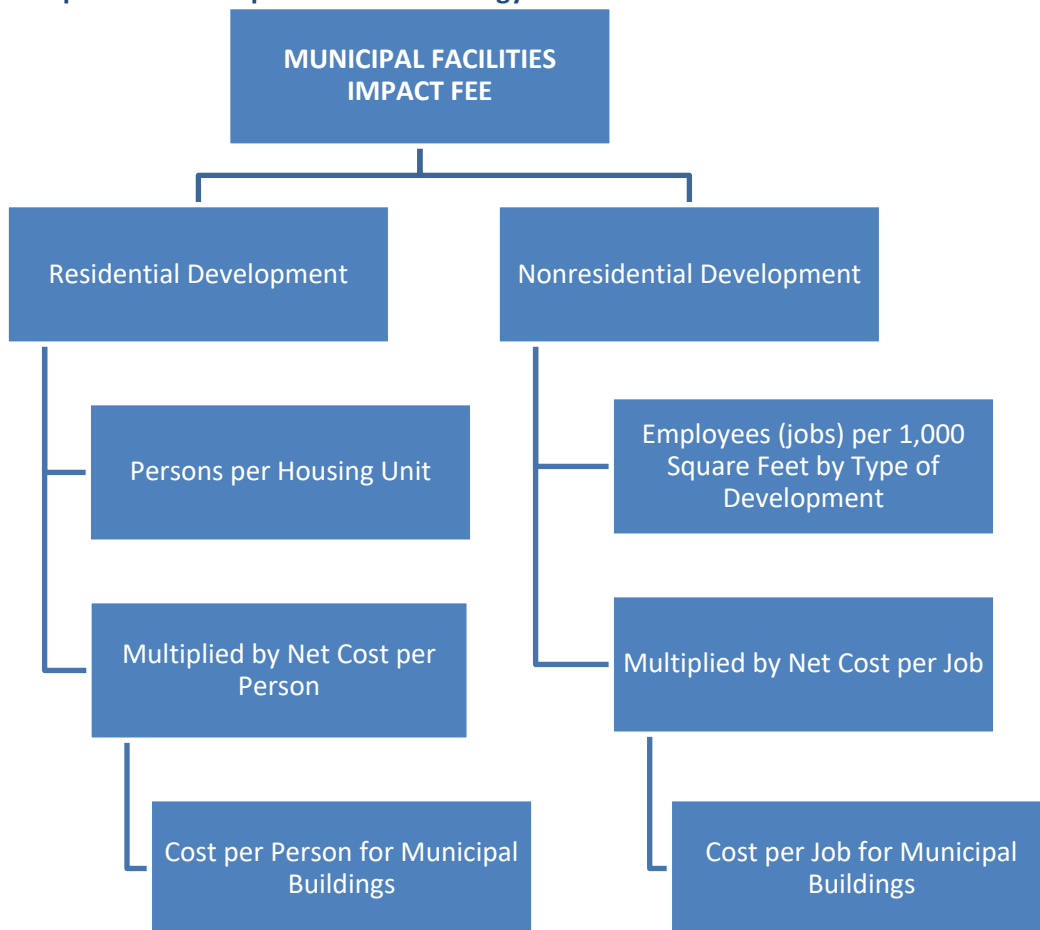 MUNICIPAL FACILITIES
IMPACT FEE
Residential Development
Nonresidential Development
Persons per Housing Unit
Employees (jobs) per 1,000
Square Feet by Type of
Development
Multiplied by Net Cost per
Person
Multiplied by Net Cost per Job
Cost per Person for Municipal
Buildings
Cost per Job for Municipal
Buildings